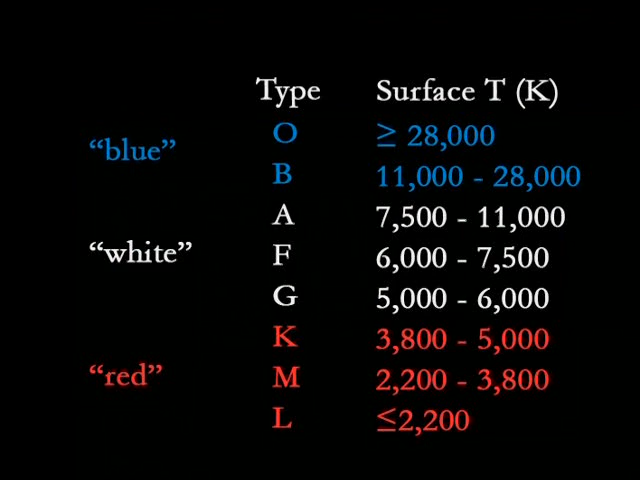 Type Surface T (K)
O ≥ 28,000
“blue”
B 11,000 - 28,000
A 7,500 - 11,000
“white” F 6,000 - 7,500
G 5,000 - 6,000
K 3,800 - 5,000
“red” M 2,200 - 3,800
L ≤2,200